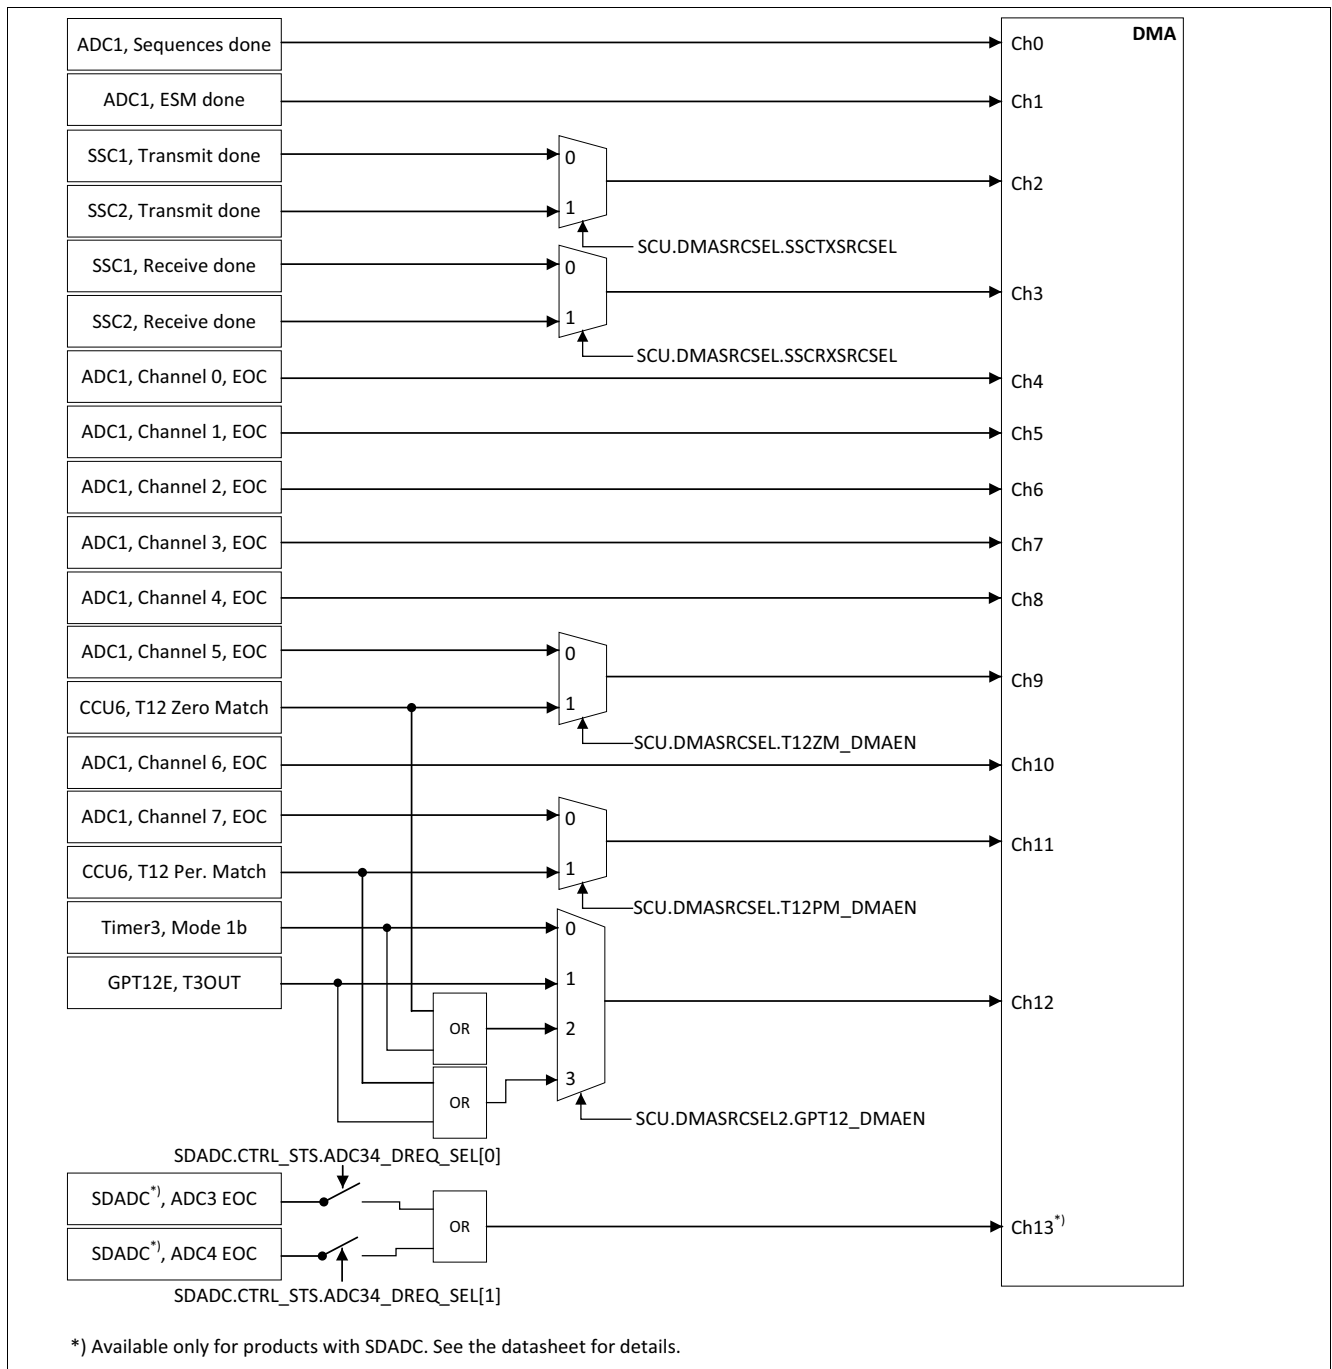 DMA
ADC1, Sequences done
Ch0
ADC1, ESM done
Ch1
SSC1, Transmit done
0
Ch2
SSC2, Transmit done
1
SCU.DMASRCSEL.SSCTXSRCSEL
SSC1, Receive done
0
Ch3
SSC2, Receive done
1
SCU.DMASRCSEL.SSCRXSRCSEL
ADC1, Channel 0, EOC
Ch4
ADC1, Channel 1, EOC
Ch5
ADC1, Channel 2, EOC
Ch6
ADC1, Channel 3, EOC
Ch7
ADC1, Channel 4, EOC
Ch8
ADC1, Channel 5, EOC
0
Ch9
CCU6, T12 Zero Match
1
SCU.DMASRCSEL.T12ZM_DMAEN
ADC1, Channel 6, EOC
Ch10
ADC1, Channel 7, EOC
0
Ch11
CCU6, T12 Per. Match
1
SCU.DMASRCSEL.T12PM_DMAEN
Timer3, Mode 1b
0
GPT12E, T3OUT
1
Ch12
OR
2
3
OR
SCU.DMASRCSEL2.GPT12_DMAEN
SDADC.CTRL_STS.ADC34_DREQ_SEL[0]
SDADC*), ADC3 EOC
OR
Ch13*)
SDADC*), ADC4 EOC
SDADC.CTRL_STS.ADC34_DREQ_SEL[1]
*) Available only for products with SDADC. See the datasheet for details.